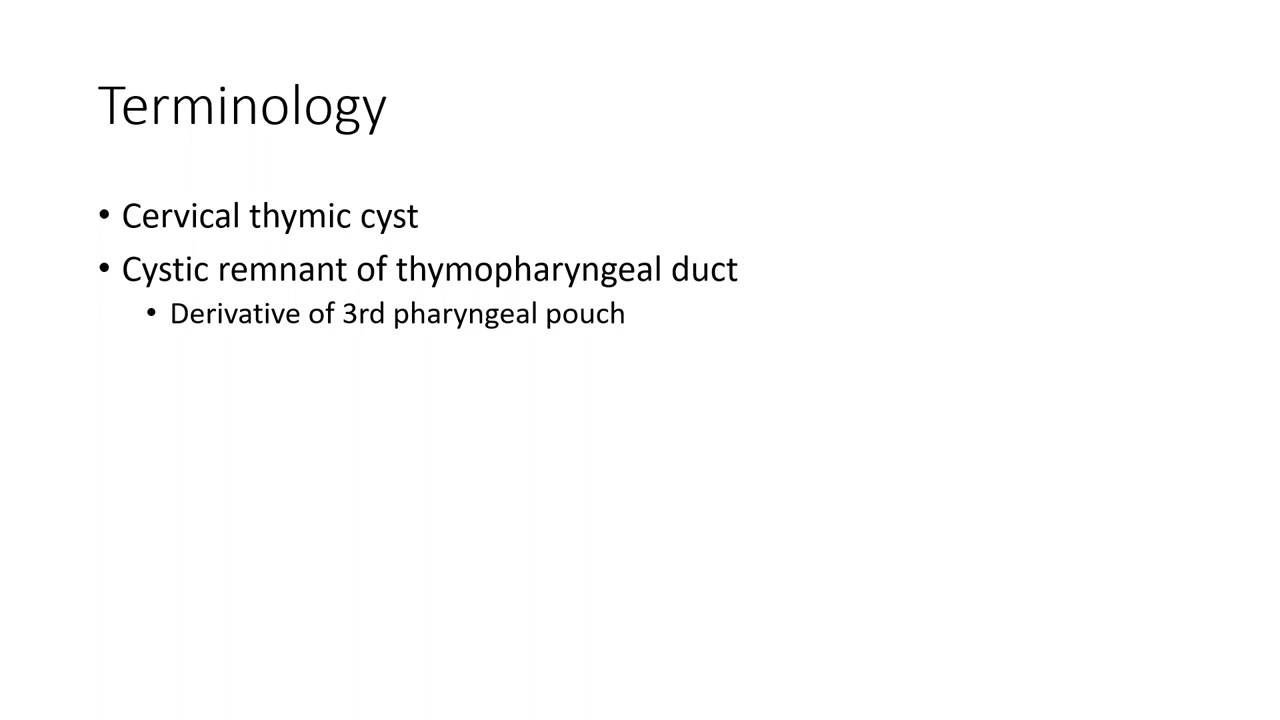 Terminology
• Cervical thymic cyst
• Cystic remnant of thymopharyngeal duct
• Derivative of 3rd pharyngeal pouch